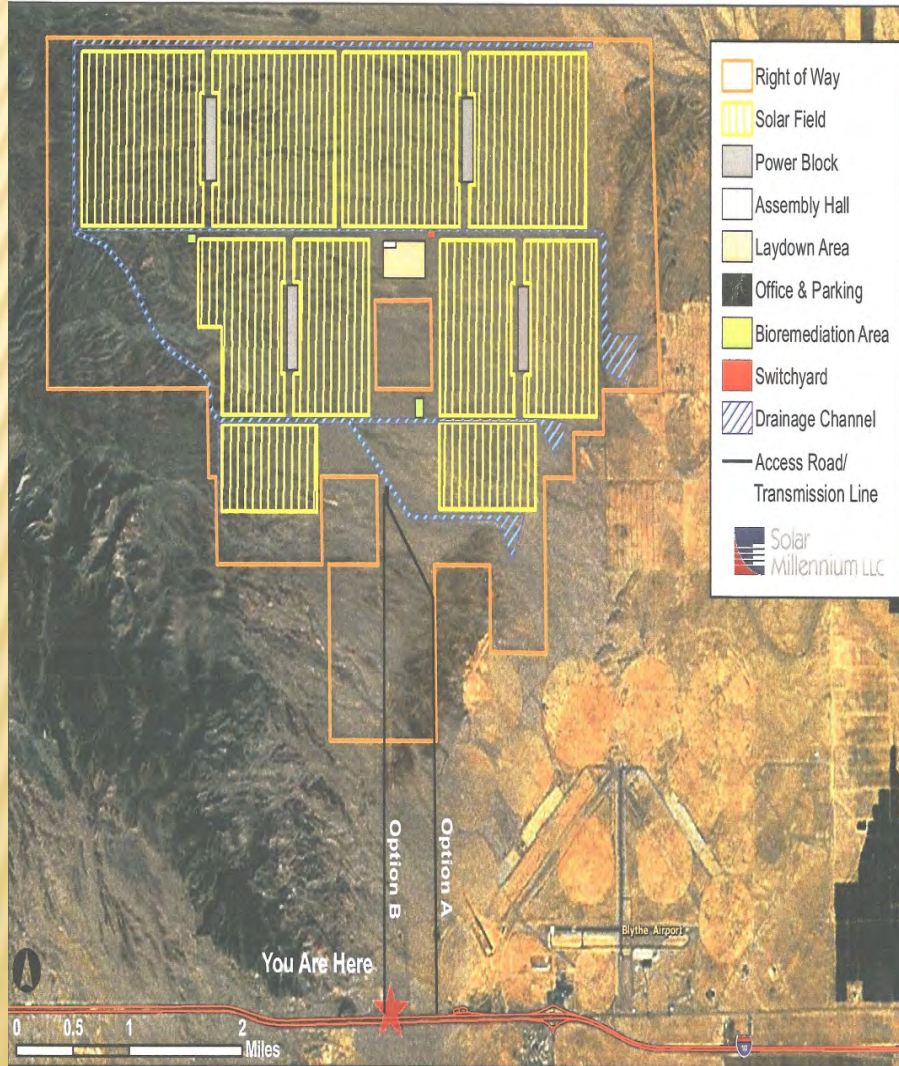 Right of Way
Solar Field
Power Block
Assembly Hall
Laydown Area
Office & Parking
Bioremediation Area
Switchyard
Drainage Channel
Access Road/
Transmission Line
Solar
Millennium LLC
Option B
Option A
Blythe Airport
You Are Here
0 0.5 1 2
Miles
10